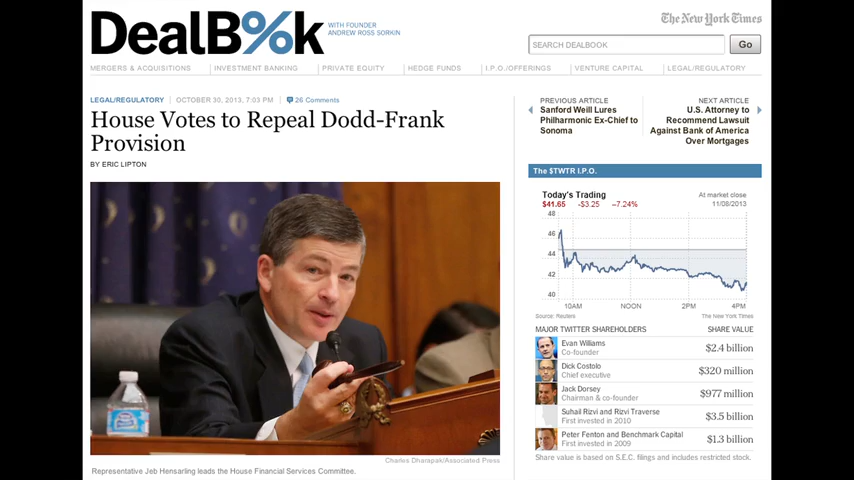 DealB%k
WITH FOUNDER
ANDREW ROSS SORKIN
The New York Times
SEARCH DEALBOOK
Go
MERGERS & ACQUISITIONS
INVESTMENT BANKING
PRIVATE EQUITY
HEDGE FUNDS
I.P.O./OFFERINGS
VENTURE CAPITAL
LEGAL/REGULATORY
LEGAL/REGULATORY
OCTOBER 30, 2013, 7:03 PM
26 Comments
House Votes to Repeal Dodd-Frank
Provision
BY ERIC LIPTON
Charles Dharapak/Associated Press
Representative Jeb Hensarling leads the House Financial Services Committee.
PREVIOUS ARTICLE
Sanford Weill Lures
Philharmonic Ex-Chief to
Sonoma
NEXT ARTICLE
U.S. Attorney to
Recommend Lawsuit
Against Bank of America
Over Mortgages
The $TWTR I.P.O.
Today's Trading
$41.65 -$3.25 -7.24%
At market close
11/08/2013
48
46
44
42
40
10AM NOON 2PM 4PM
Source: Reuters
The New York Times
MAJOR TWITTER SHAREHOLDERS SHARE VALUE
Evan Williams
Co-founder
$2.4 billion
Dick Costolo
Chief executive
$320 million
Jack Dorsey
Chairman & co-founder
$977 million
Suhail Rizvi and Rizvi Traverse
First invested in 2010
$3.5 billion
Peter Fenton and Benchmark Capital
First invested in 2009
$1.3 billion
Share value is based on S.E.C. filings and includes restricted stock.